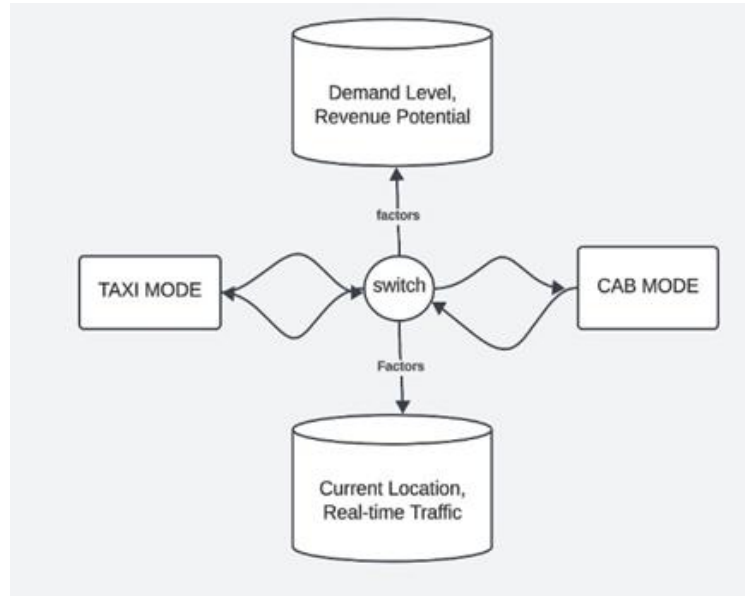 Demand Level,
Revenue Potential
factors
TAXI MODE
switch
CAB MODE
Factors
Current Location,
Real-time Traffic